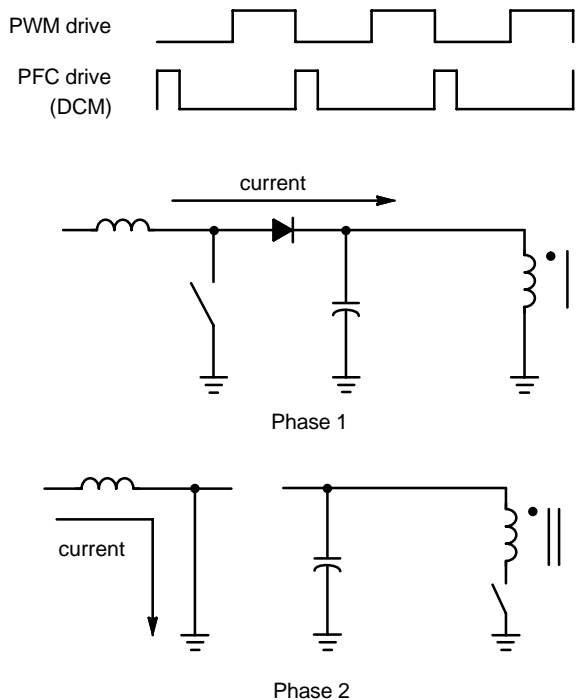 PWM drive
PFC drive
(DCM)
current
Phase 1
current
Phase 2